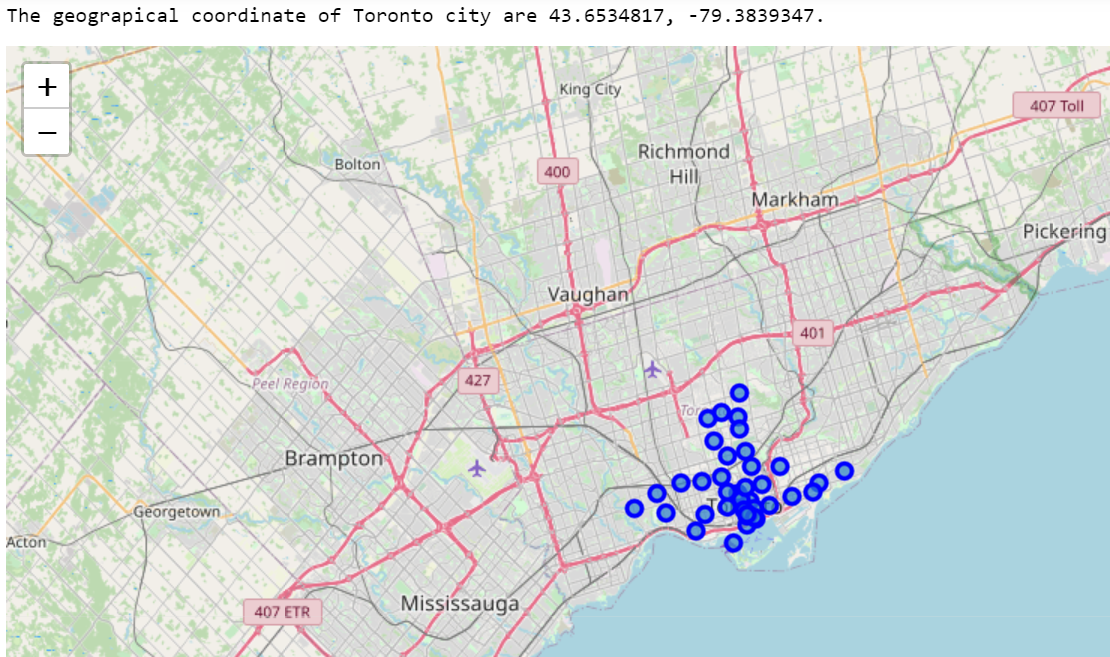 The geograpical coordinate of Toronto city are 43.6534817, -79.3839347.
+
−
King City
407 Toll
Bolton
Richmond
Hill
400
Markham
Pickering
Vaughan
401
Peel Region
427
Brampton
Georgetown
Acton
Mississauga
407 ETR